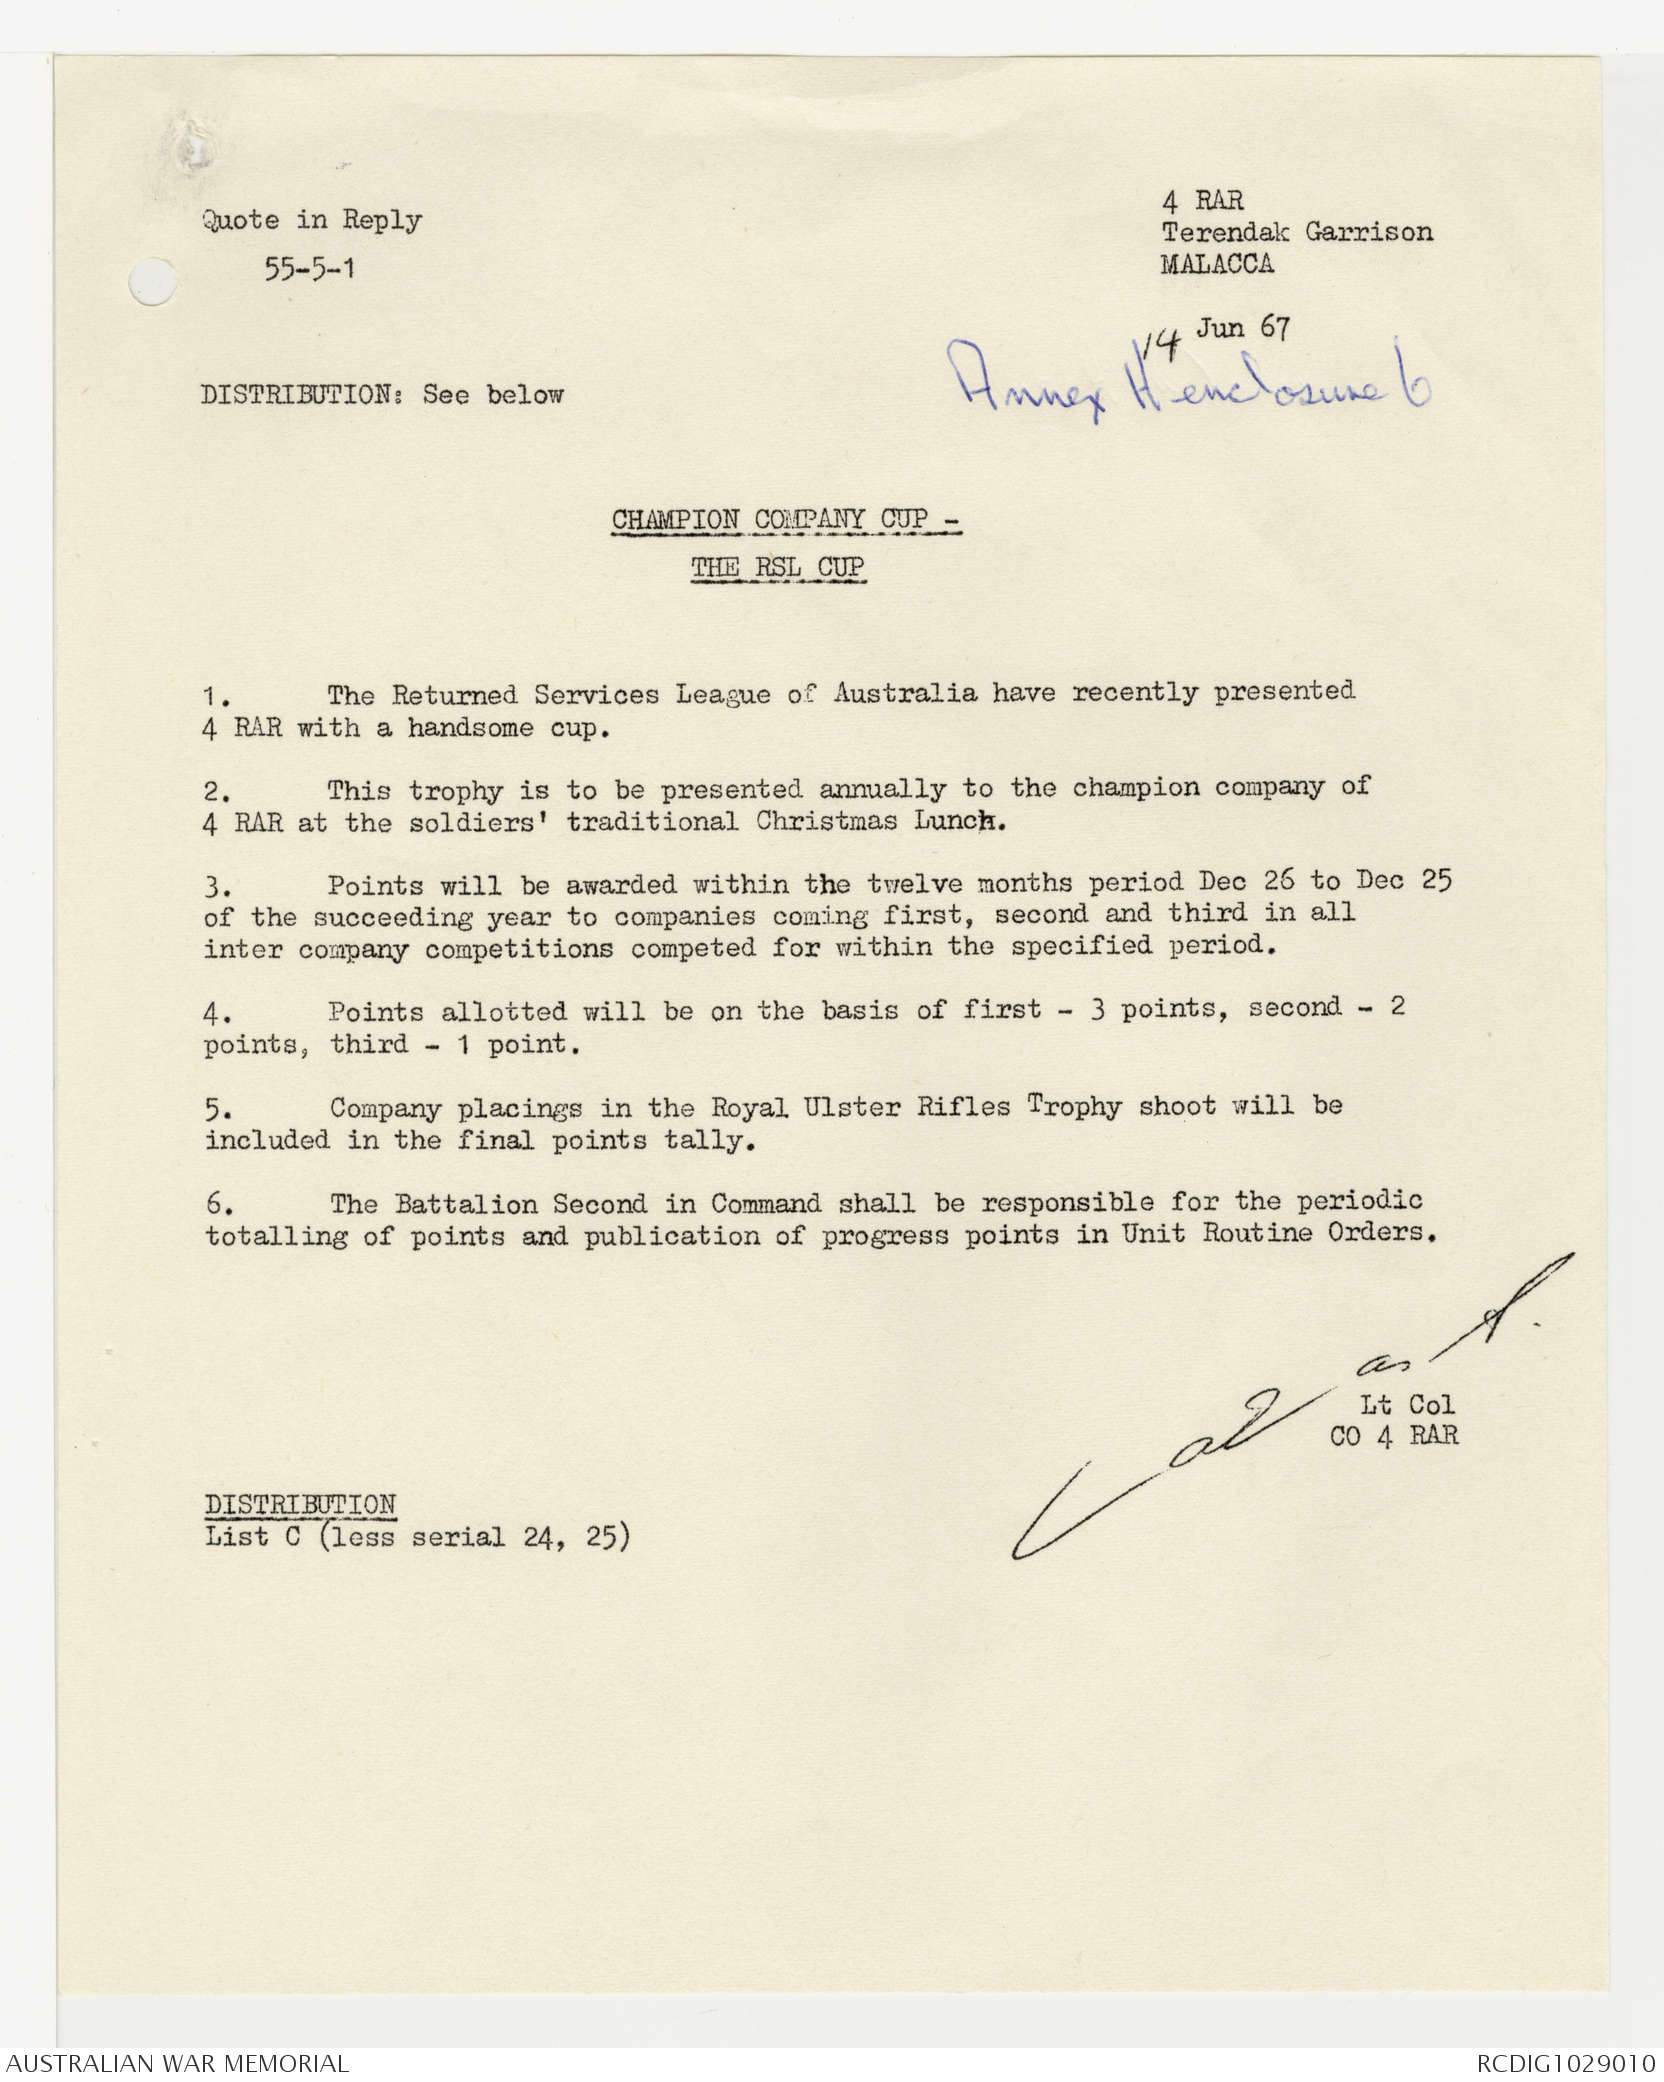 Quote in Reply
55-5-1
4 RAR
Terendak Garrison
MALACCA
14 Jun 67
Annex H enclosure 6
DISTRIBUTION: See below
CHAMPION COMPANY CUP -
THE RSL CUP
1. The Returned Services League of Australia have recently presented
4 RAR with a handsome cup.
2. This trophy is to be presented annually to the champion company of
4 RAR at the soldiers' traditional Christmas Lunch.
3. Points will be awarded within the twelve months period Dec 26 to Dec 25
of the succeeding year to companies coming first, second and third in all
inter company competitions competed for within the specified period.
4. Points allotted will be on the basis of first - 3 points, second - 2
points, third - 1 point.
5. Company placings in the Royal Ulster Rifles Trophy shoot will be
included in the final points tally.
6. The Battalion Second in Command shall be responsible for the periodic
totalling of points and publication of progress points in Unit Routine Orders.
Lt Col
CO 4 RAR
DISTRIBUTION
List C (less serial 24, 25)
AUSTRALIAN WAR MEMORIAL
RCDIG1029010